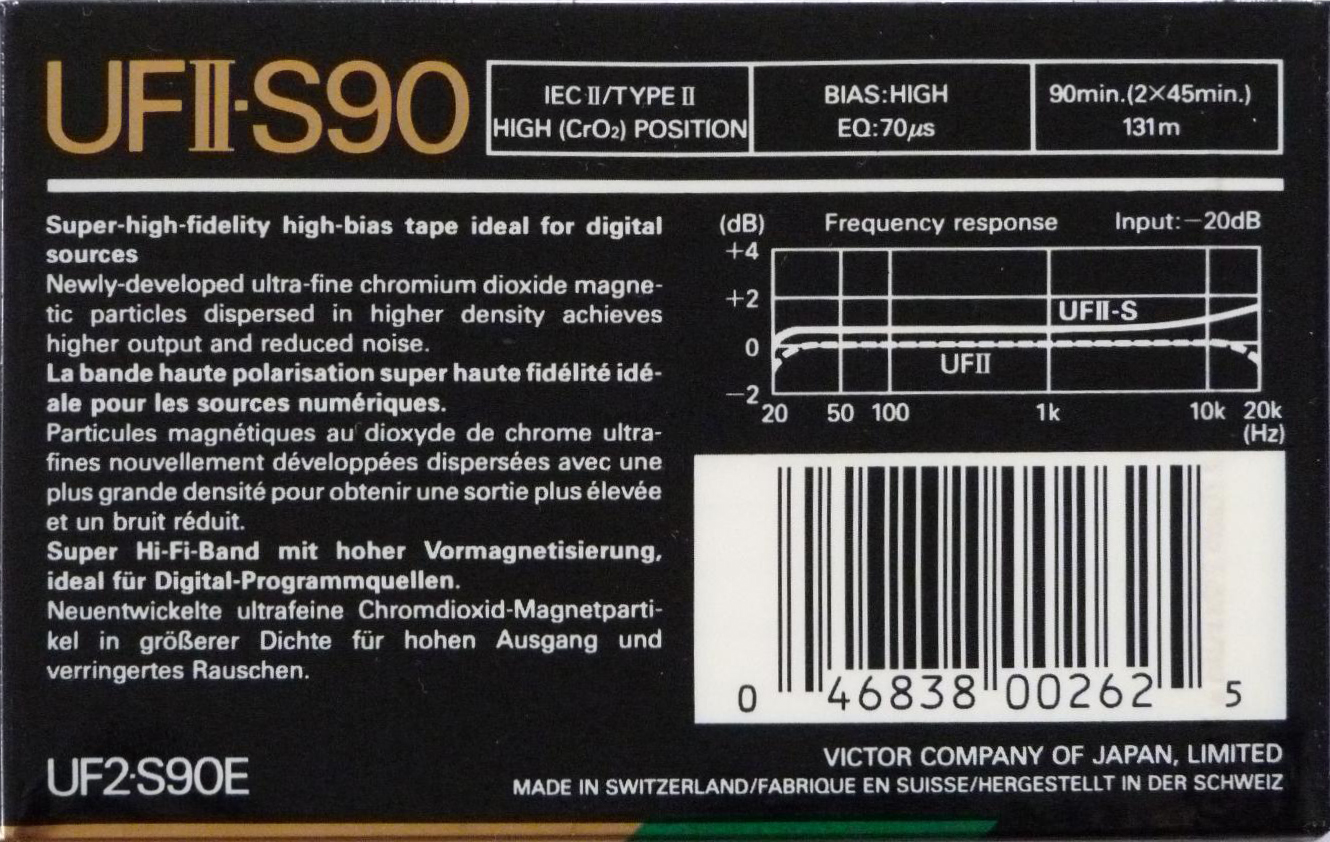 UFII·S90
IEC II/TYPE II
HIGH (CrO₂) POSITION
BIAS:HIGH
EQ:70µs
90min.(2×45min.)
131m
Super-high-fidelity high-bias tape ideal for digital
sources
Newly-developed ultra-fine chromium dioxide magne-
tic particles dispersed in higher density achieves
higher output and reduced noise.
La bande haute polarisation super haute fidélité idé-
ale pour les sources numériques.
Particules magnétiques au dioxyde de chrome ultra-
fines nouvellement développées dispersées avec une
plus grande densité pour obtenir une sortie plus élevée
et un bruit réduit.
Super Hi-Fi-Band mit hoher Vormagnetisierung,
ideal für Digital-Programmquellen.
Neuentwickelte ultrafeine Chromdioxid-Magnetparti-
kel in größerer Dichte für hohen Ausgang und
verringertes Rauschen.
(dB) Frequency response Input:−20dB
+4
+2
UFII-S
0
UFII
−2
20 50 100 1k 10k 20k
(Hz)
0 46838 00262 5
UF2·S90E
VICTOR COMPANY OF JAPAN, LIMITED
MADE IN SWITZERLAND/FABRIQUE EN SUISSE/HERGESTELLT IN DER SCHWEIZ